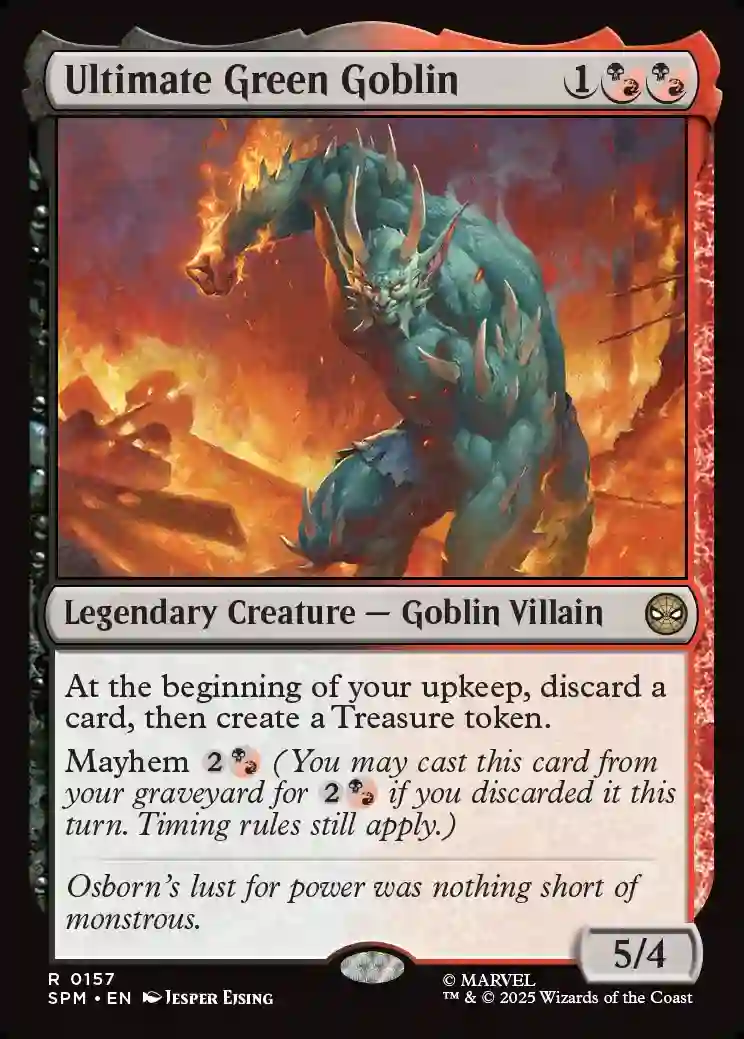 Ultimate Green Goblin 1
Legendary Creature — Goblin Villain
At the beginning of your upkeep, discard a
card, then create a Treasure token.
Mayhem 2 (You may cast this card from
your graveyard for 2 if you discarded it this
turn. Timing rules still apply.)
Osborn's lust for power was nothing short of
monstrous.
5/4
R 0157
SPM • EN Jesper Ejsing
© MARVEL
™ & © 2025 Wizards of the Coast